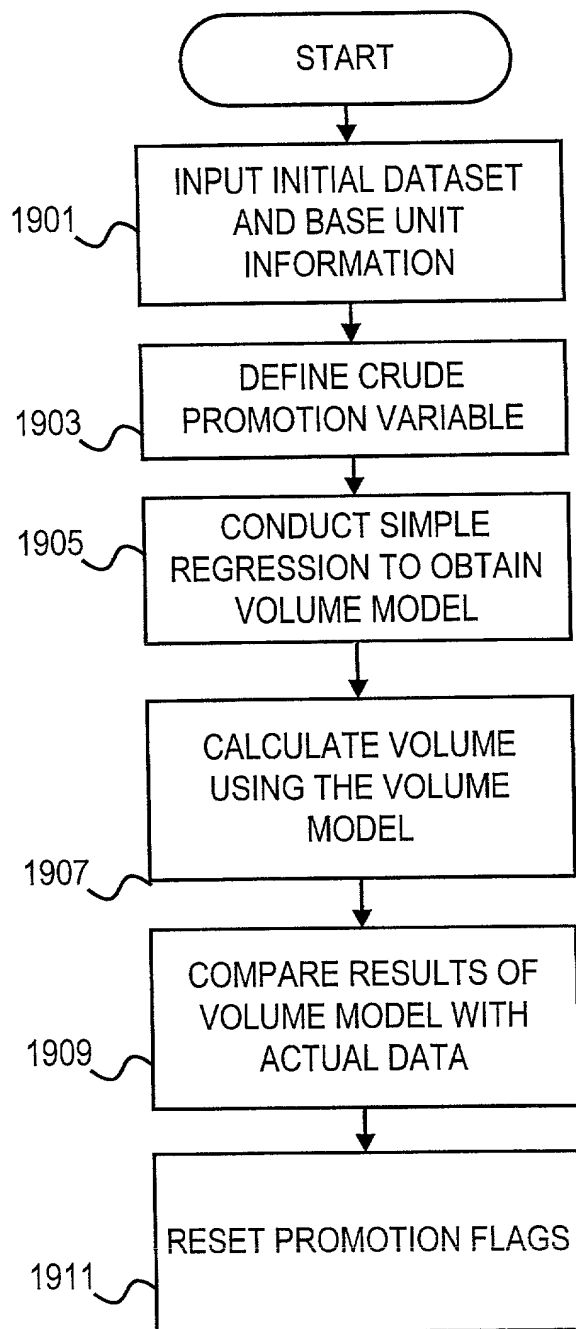 START
1901
INPUT INITIAL DATASET
AND BASE UNIT
INFORMATION
1903
DEFINE CRUDE
PROMOTION VARIABLE
1905
CONDUCT SIMPLE
REGRESSION TO OBTAIN
VOLUME MODEL
1907
CALCULATE VOLUME
USING THE VOLUME
MODEL
1909
COMPARE RESULTS OF
VOLUME MODEL WITH
ACTUAL DATA
1911
RESET PROMOTION FLAGS